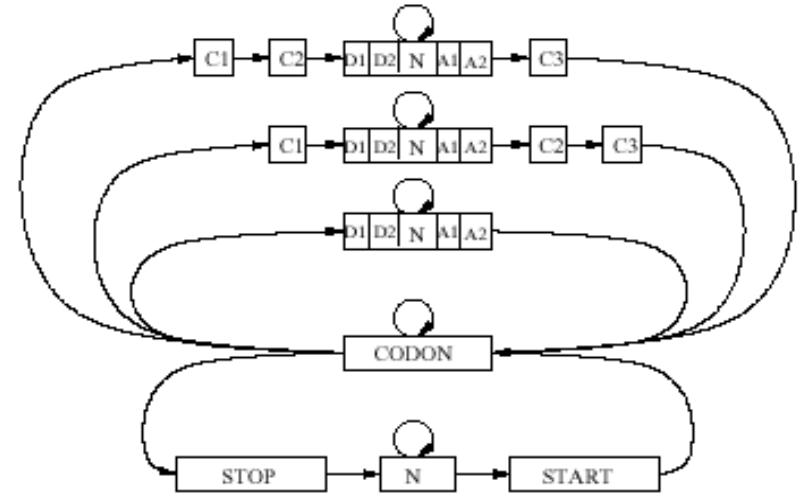 C1 C2 D1 D2 N A1 A2 C3
C1 D1 D2 N A1 A2 C2 C3
D1 D2 N A1 A2
CODON
STOP N START